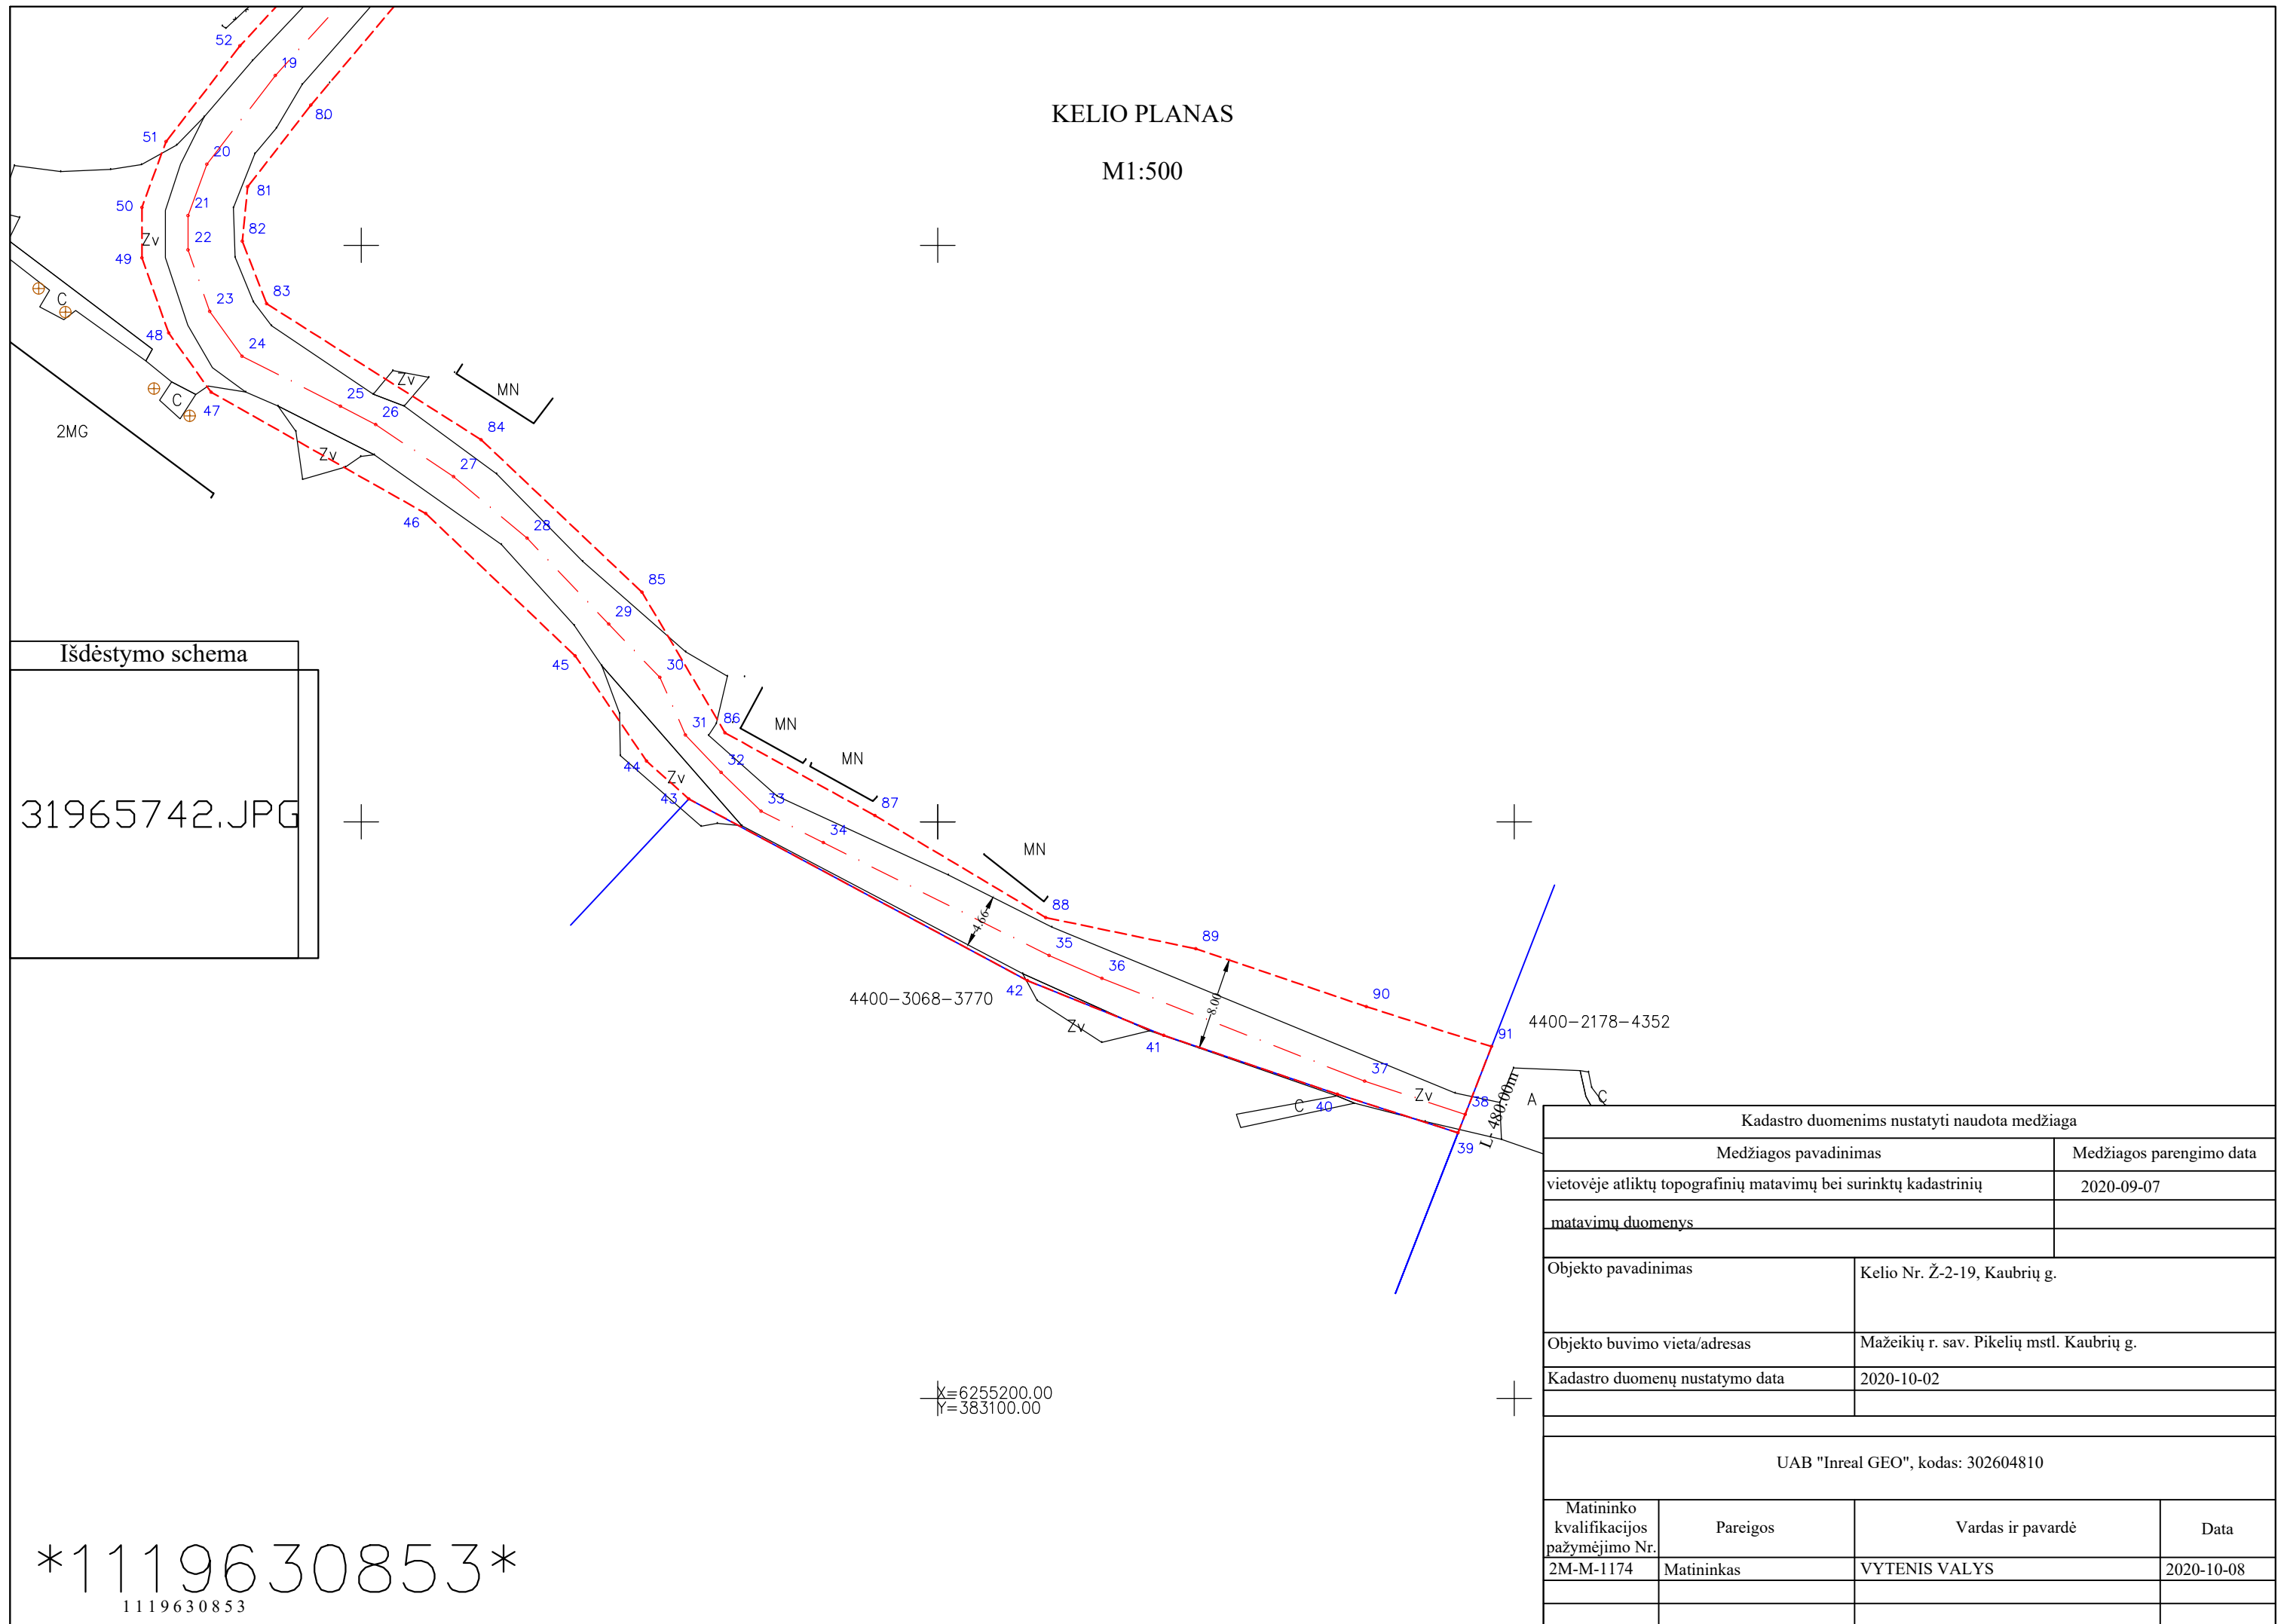 KELIO PLANAS
M1:500
52
19
80
51
20
81
50
21
82
Zv
22
49
83
C
23
48
24
Zv
MN
25
C
47
26
84
2MG
Zv
27
46
28
85
29
45
30
Išdėstymo schema
31
86
MN
32
MN
44
Zv
43
33
87
31965742.JPG
34
MN
88
4.66
35
89
36
42
4400-3068-3770
90
8.00
4400-2178-4352
Zv
91
41
37
Zv
C
40
38
L- 480.00m
A
C
39
X=6255200.00
Y=383100.00
Kadastro duomenims nustatyti naudota medžiaga
Medžiagos pavadinimas Medžiagos parengimo data
vietovėje atliktų topografinių matavimų bei surinktų kadastrinių 2020-09-07
matavimų duomenys
Objekto pavadinimas Kelio Nr. Ž-2-19, Kaubrių g.
Objekto buvimo vieta/adresas Mažeikių r. sav. Pikelių mstl. Kaubrių g.
Kadastro duomenų nustatymo data 2020-10-02
UAB "Inreal GEO", kodas: 302604810
Matininko
kvalifikacijos
pažymėjimo Nr.
Pareigos Vardas ir pavardė Data
2M-M-1174 Matininkas VYTENIS VALYS 2020-10-08
*1119630853*
1119630853